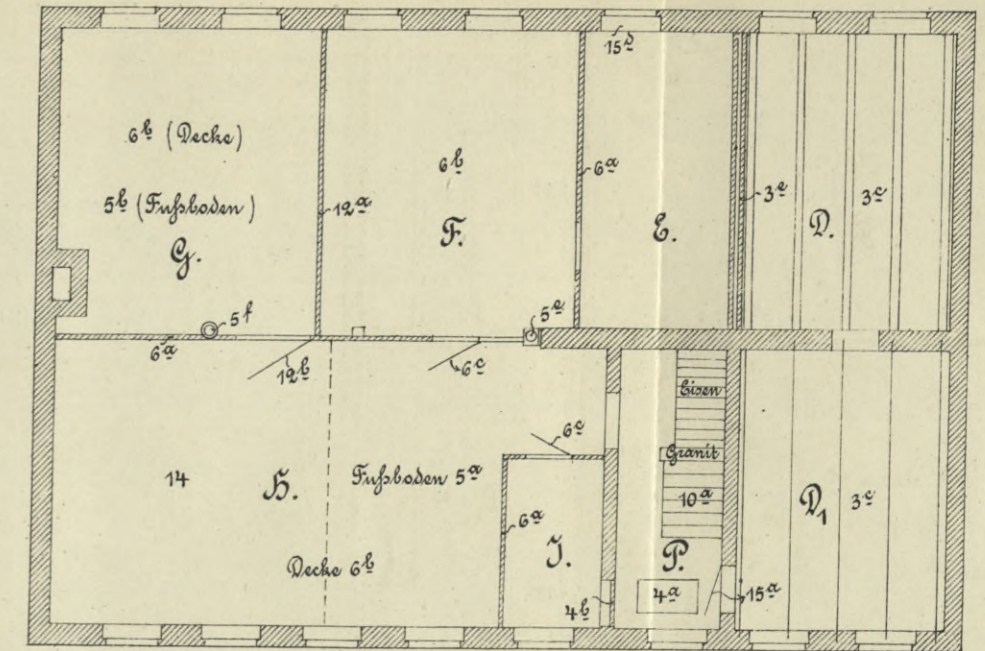 15b
6b (Decke)
5b (Fußboden)
G.
12a
6b
F.
6a
E.
3e
3c
D.
5f
5e
6a
12b
6c
6c
14
H.
Fußboden 5a
Decke 6b
6a
J.
4b
Eisen
Granit
10a
P.
4a
15a
D1
3c